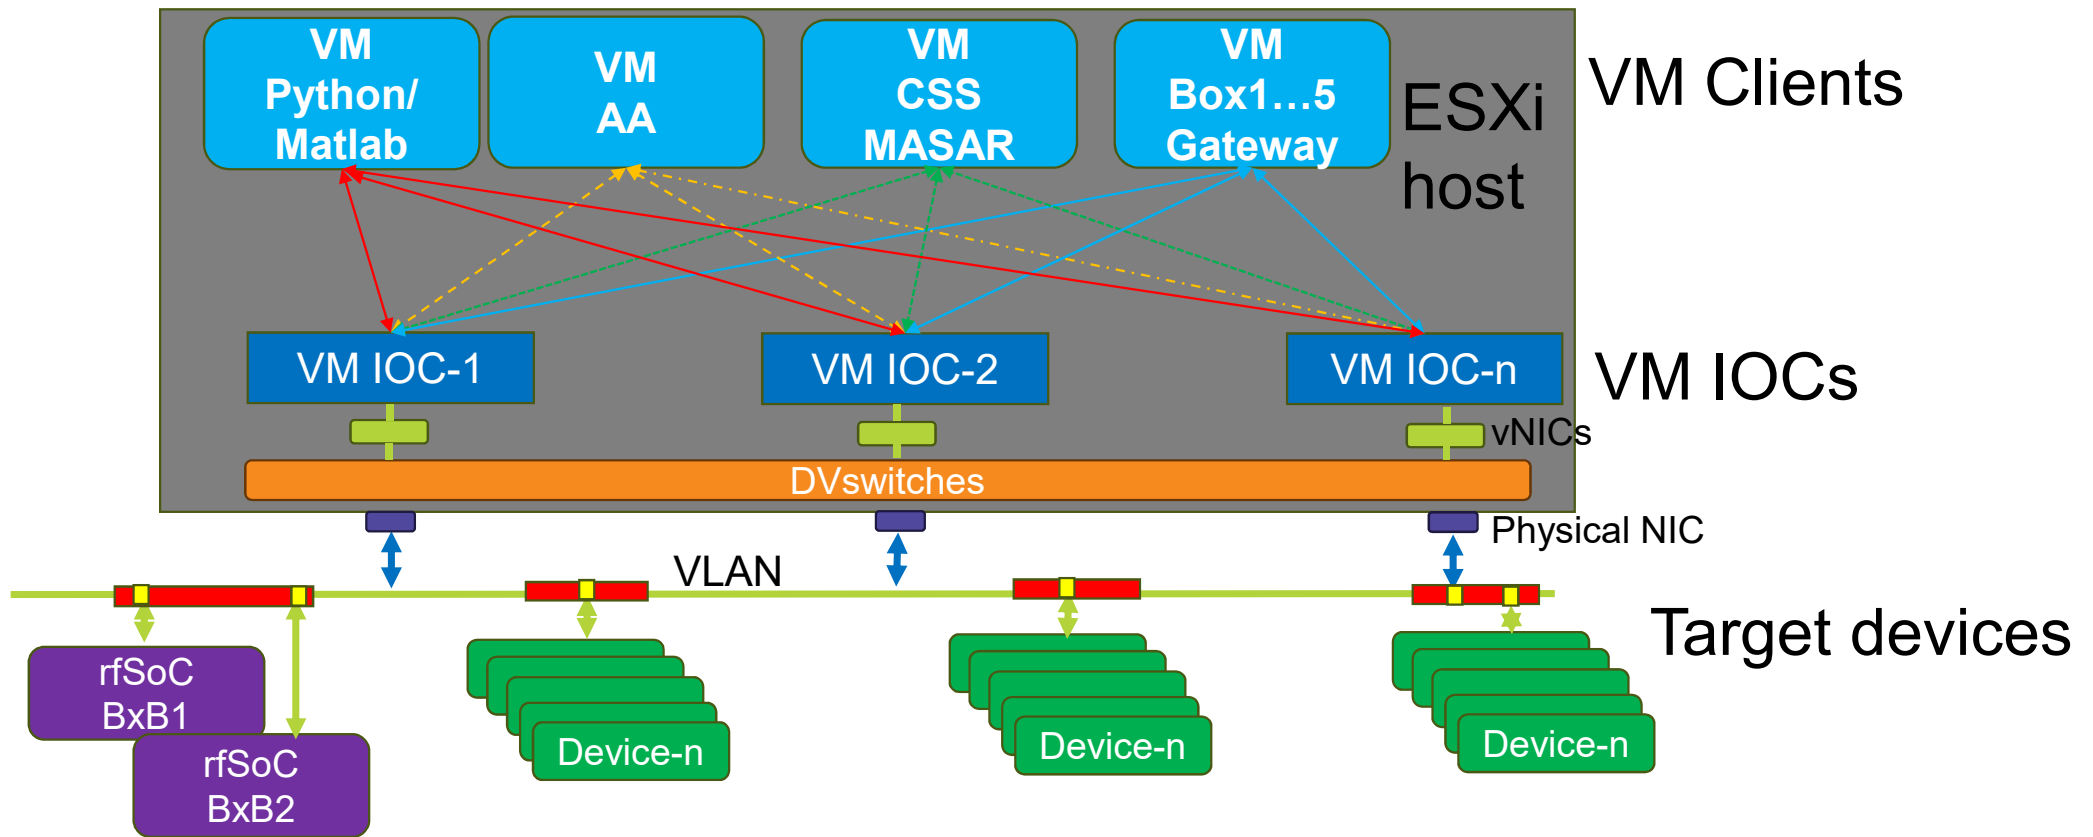 VM
Python/
Matlab
VM
AA
VM
CSS
MASAR
VM
Box1…5
Gateway
ESXi
host
VM Clients
VM IOC-1
VM IOC-2
VM IOC-n
VM IOCs
vNICs
DVswitches
Physical NIC
VLAN
Target devices
rfSoC
BxB1
rfSoC
BxB2
Device-n
Device-n
Device-n